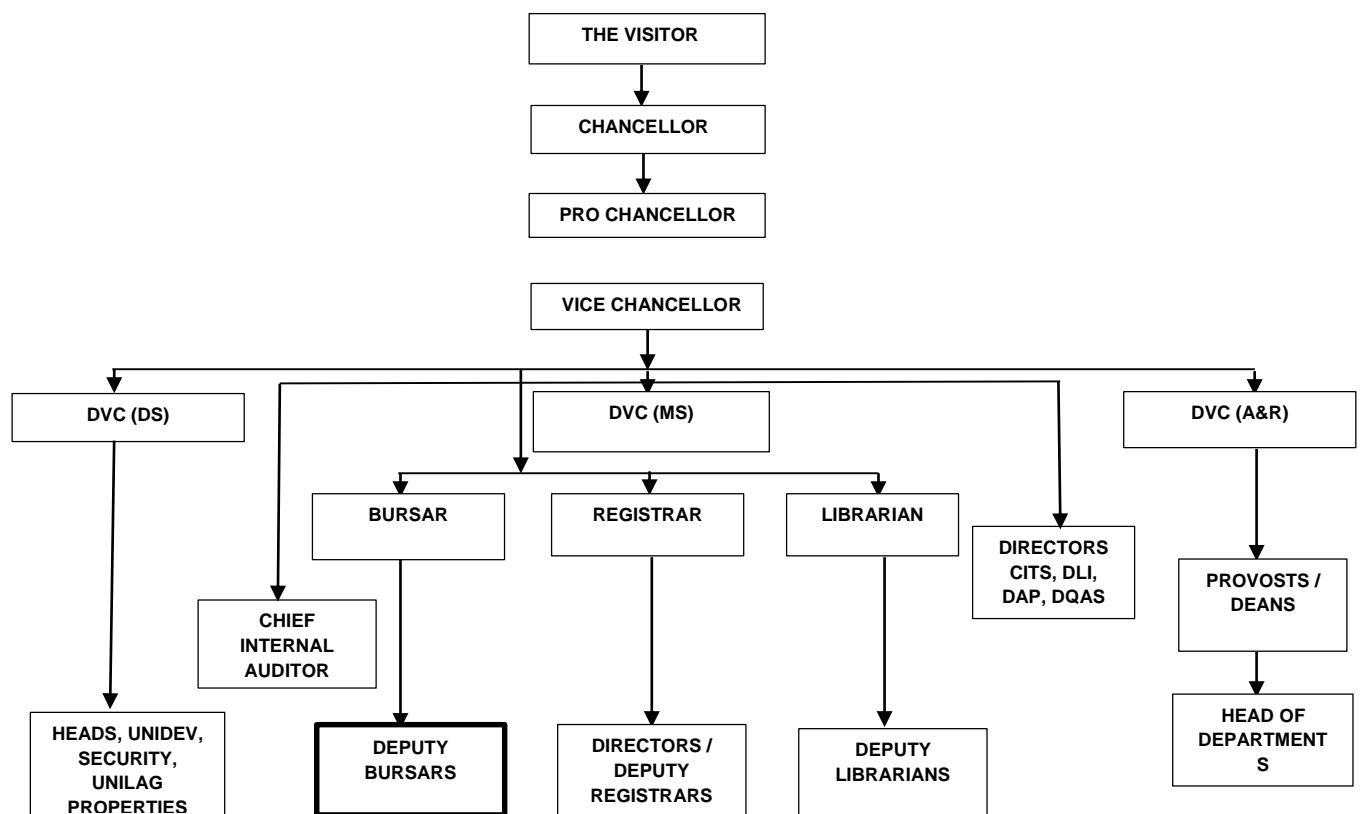 THE VISITOR
CHANCELLOR
PRO CHANCELLOR
VICE CHANCELLOR
DVC (DS)
DVC (MS)
DVC (A&R)
BURSAR
REGISTRAR
LIBRARIAN
DIRECTORS
CITS, DLI,
DAP, DQAS
PROVOSTS /
DEANS
CHIEF
INTERNAL
AUDITOR
HEADS, UNIDEV,
SECURITY,
UNILAG
PROPERTIES
DEPUTY
BURSARS
DIRECTORS /
DEPUTY
REGISTRARS
DEPUTY
LIBRARIANS
HEAD OF
DEPARTMENT
S